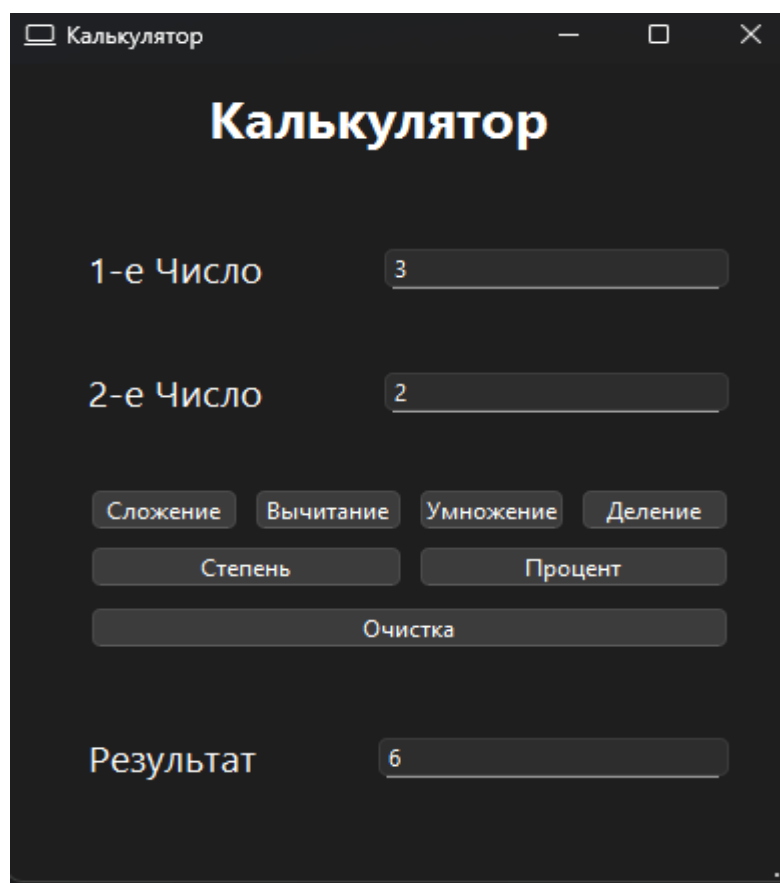 Калькулятор
Калькулятор
1-е Число 3
2-е Число 2
Сложение Вычитание Умножение Деление
Степень Процент
Очистка
Результат 6